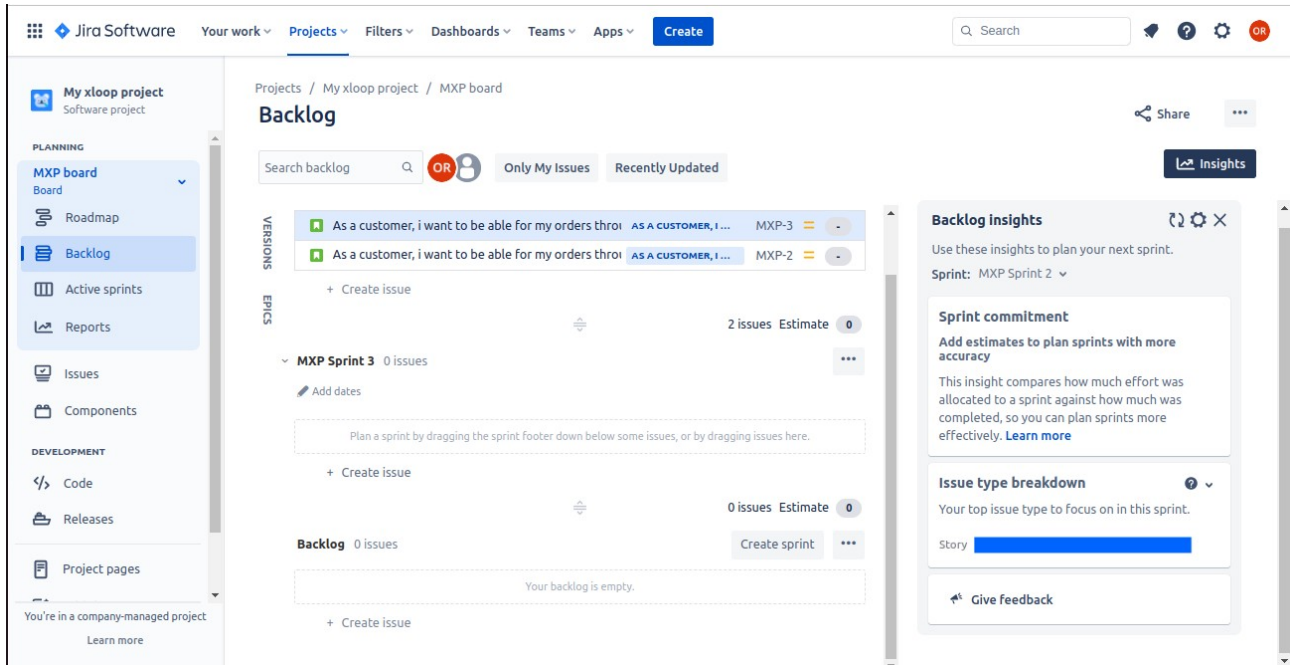 Jira Software Your work Projects Filters Dashboards Teams Apps Create Search OR
My xloop project
Software project
PLANNING
MXP board
Board
Roadmap
Backlog
Active sprints
Reports
Issues
Components
DEVELOPMENT
Code
Releases
Project pages
You're in a company-managed project
Learn more
Projects / My xloop project / MXP board
Backlog
Share
Search backlog OR Only My Issues Recently Updated
Insights
VERSIONS
EPICS
As a customer, i want to be able for my orders throu AS A CUSTOMER, I ... MXP-3 = -
As a customer, i want to be able for my orders throu AS A CUSTOMER, I ... MXP-2 = -
+ Create issue
2 issues Estimate 0
MXP Sprint 3 0 issues
Add dates
Plan a sprint by dragging the sprint footer down below some issues, or by dragging issues here.
+ Create issue
0 issues Estimate 0
Backlog 0 issues Create sprint
Your backlog is empty.
+ Create issue
Backlog insights
Use these insights to plan your next sprint.
Sprint: MXP Sprint 2
Sprint commitment
Add estimates to plan sprints with more
accuracy
This insight compares how much effort was
allocated to a sprint against how much was
completed, so you can plan sprints more
effectively. Learn more
Issue type breakdown
Your top issue type to focus on in this sprint.
Story
Give feedback